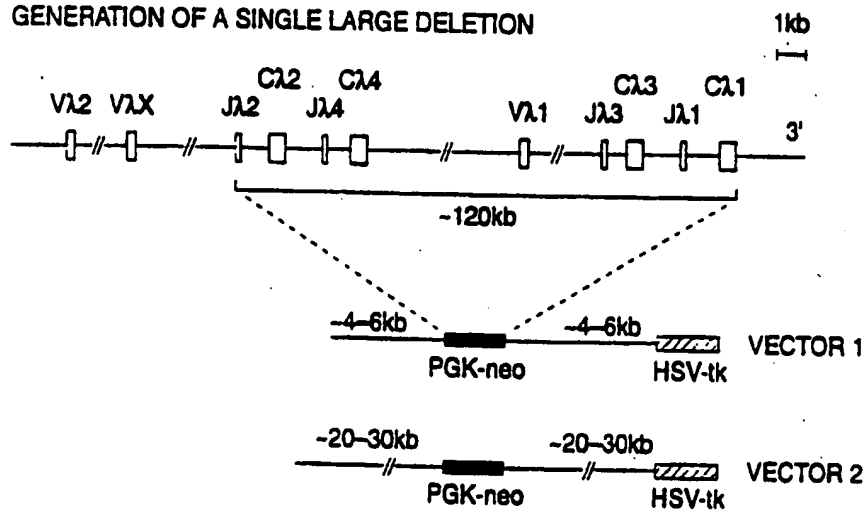 GENERATION OF A SINGLE LARGE DELETION
1kb
Cλ2 Cλ4 Cλ3 Cλ1
Vλ2 VλX Jλ2 Jλ4 Vλ1 Jλ3 Jλ1
3'
~120kb
~4–6kb ~4–6kb
PGK-neo HSV-tk VECTOR 1
~20–30kb ~20–30kb
PGK-neo HSV-tk VECTOR 2